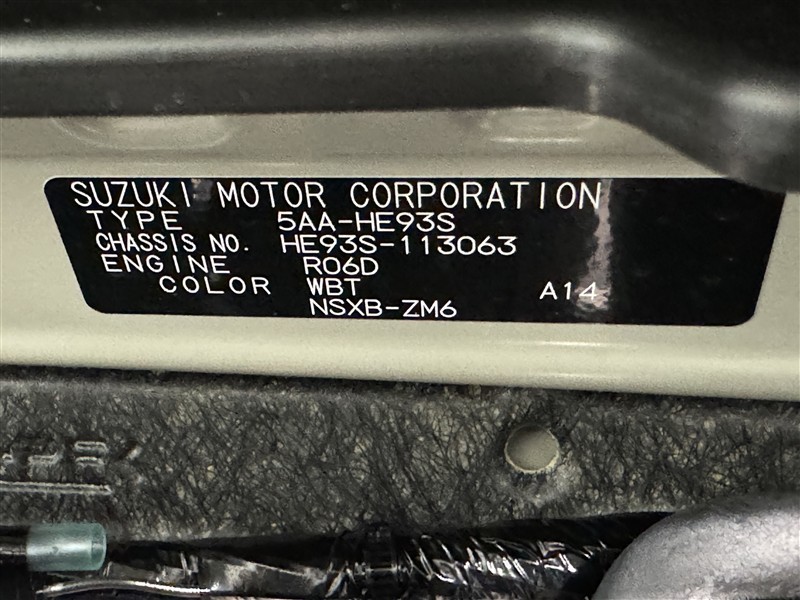 SUZUKI MOTOR CORPORATION
TYPE 5AA-HE93S
CHASSIS NO. HE93S-113063
ENGINE R06D
COLOR WBT A14
NSXB-ZM6